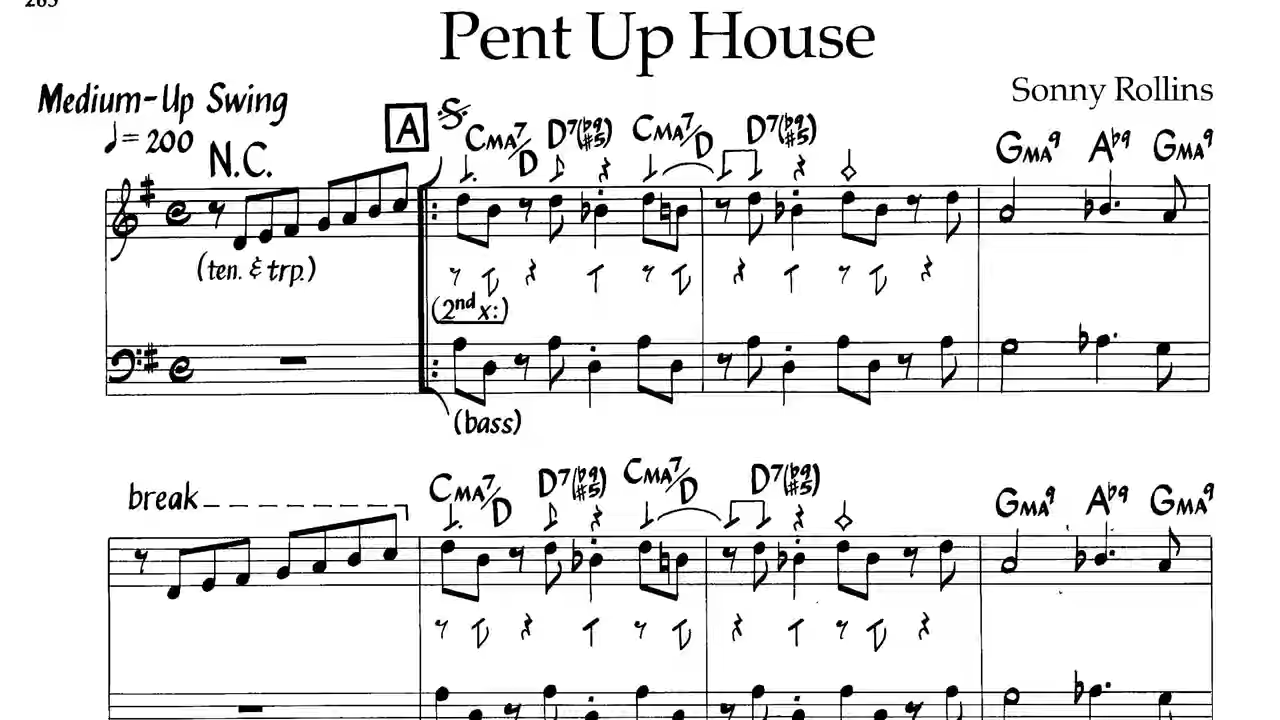 Pent Up House
Sonny Rollins
Medium-Up Swing
♩=200
N.C.
A
CMA7/D D7(b9 #5) CMA7/D D7(b9 #5) GMA9 Ab9 GMA9
(ten. & trp.)
(2nd x:)
(bass)
break
CMA7/D D7(b9 #5) CMA7/D D7(b9 #5) GMA9 Ab9 GMA9